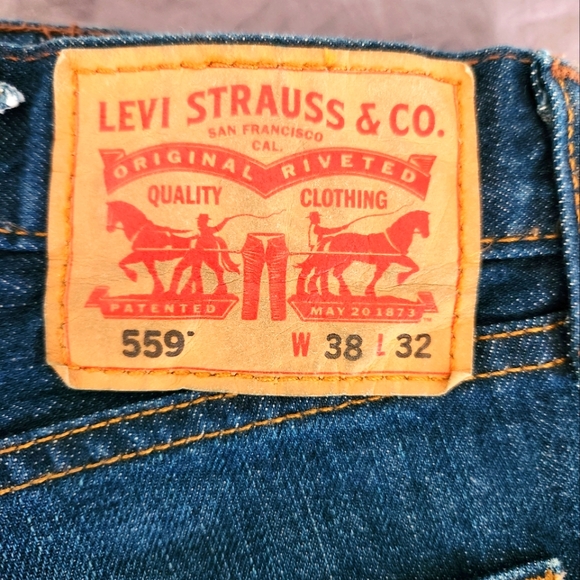 LEVI STRAUSS & CO.
SAN FRANCISCO
CAL.
ORIGINAL RIVETED
QUALITY CLOTHING
PATENTED MAY 20 1873
559 W 38 L 32